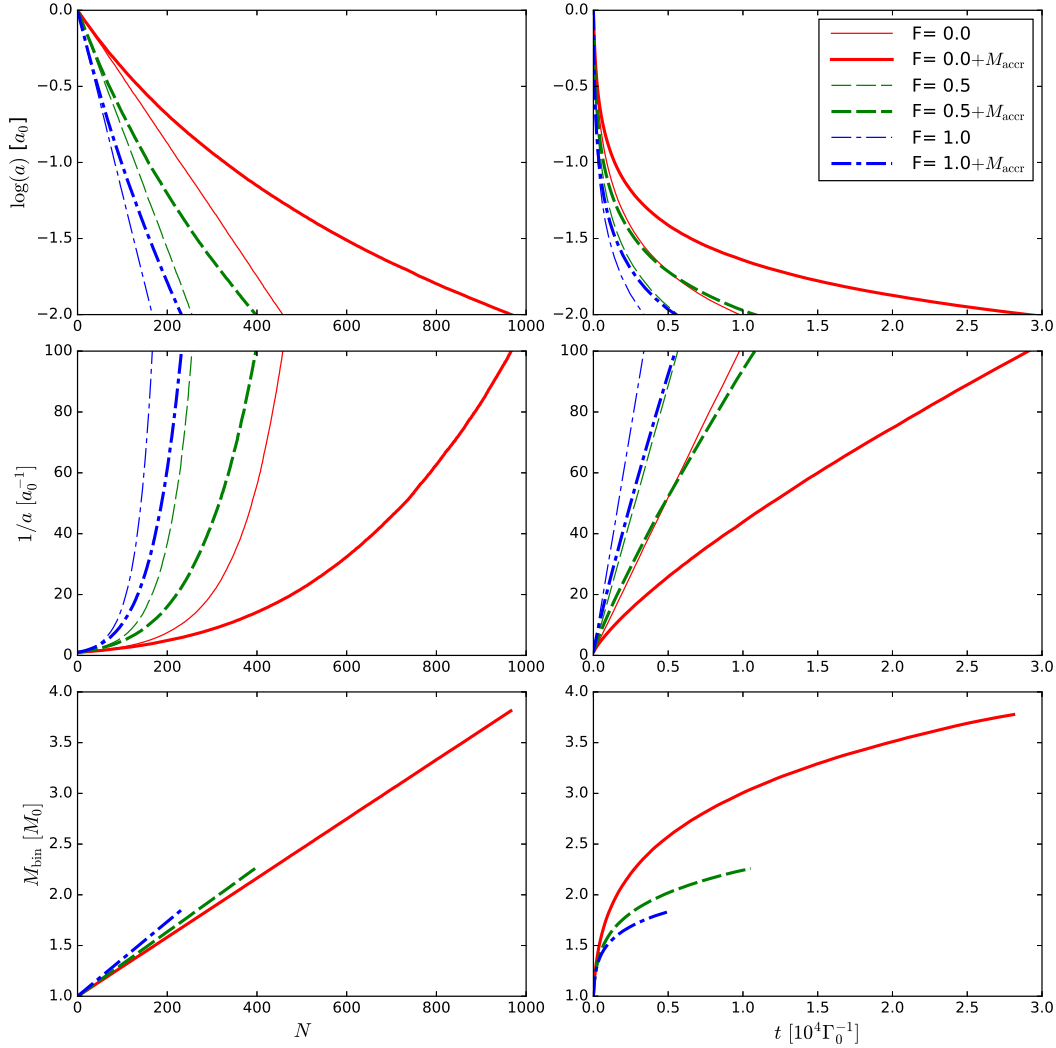 0.0
−0.5
−1.0
−1.5
−2.0
log(a) [a₀]
0 200 400 600 800 1000
0.0
−0.5
−1.0
−1.5
−2.0
0.0 0.5 1.0 1.5 2.0 2.5 3.0
F= 0.0
F= 0.0+M_accr
F= 0.5
F= 0.5+M_accr
F= 1.0
F= 1.0+M_accr
100
80
60
40
20
0
1/a [a₀⁻¹]
0 200 400 600 800 1000
100
80
60
40
20
0
0.0 0.5 1.0 1.5 2.0 2.5 3.0
4.0
3.5
3.0
2.5
2.0
1.5
1.0
M_bin [M₀]
0 200 400 600 800 1000
N
4.0
3.5
3.0
2.5
2.0
1.5
1.0
0.0 0.5 1.0 1.5 2.0 2.5 3.0
t [10⁴Γ₀⁻¹]